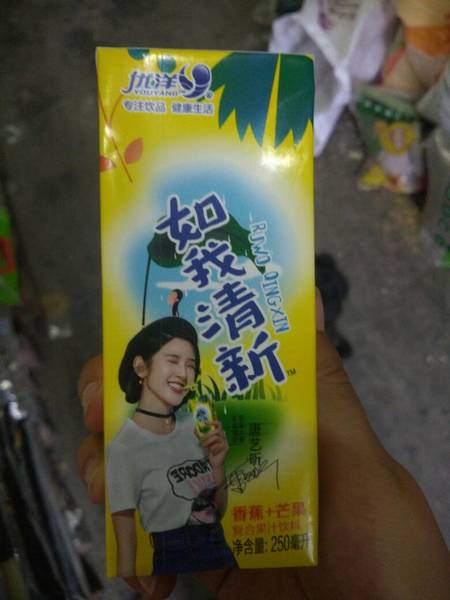 优洋
YOUYANG
专注饮品 健康生活
如我清新
RUWO QINGXIN
TM
唐艺昕
香蕉+芒果
复合果汁饮料
净含量:250毫升